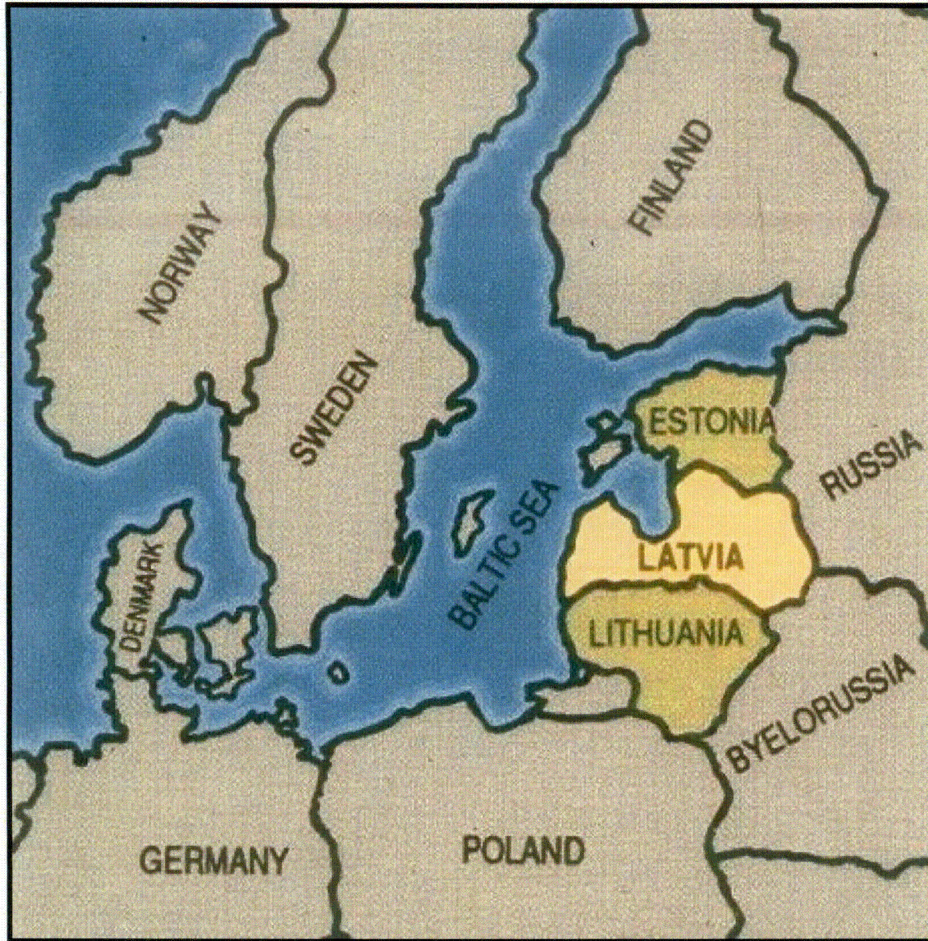 FINLAND
NORWAY
SWEDEN
ESTONIA
RUSSIA
BALTIC SEA
LATVIA
DENMARK
LITHUANIA
BYELORUSSIA
GERMANY
POLAND